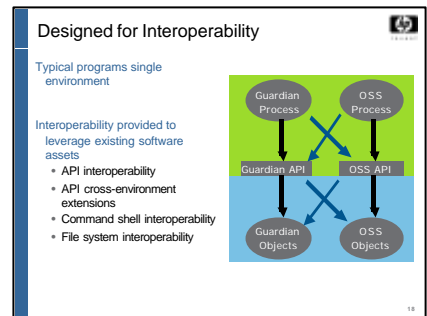 Designed for Interoperability
Typical programs single
environment
Interoperability provided to
leverage existing software
assets
• API interoperability
• API cross-environment
extensions
• Command shell interoperability
• File system interoperability
Guardian
Process
OSS
Process
Guardian API
OSS API
Guardian
Objects
OSS
Objects
hp